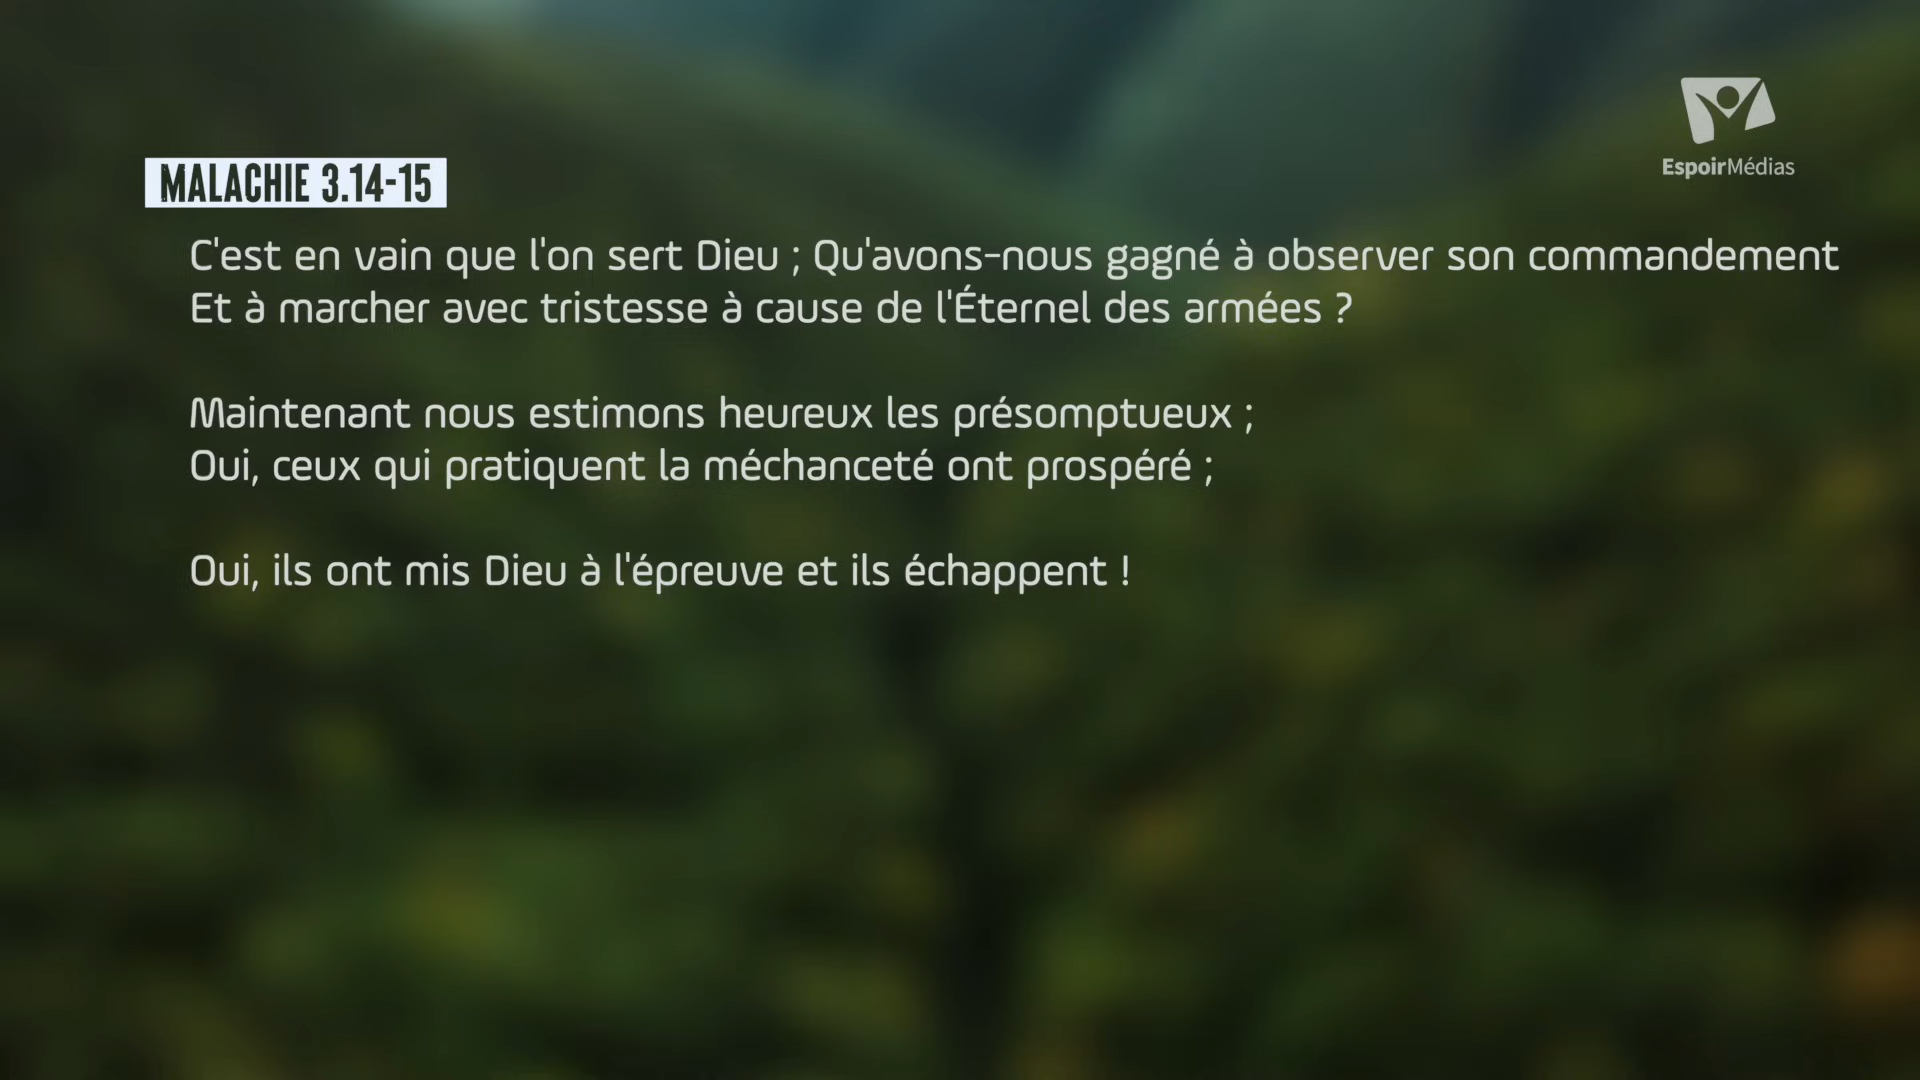 MALACHIE 3.14-15
EspoirMédias
C'est en vain que l'on sert Dieu ; Qu'avons-nous gagné à observer son commandement
Et à marcher avec tristesse à cause de l'Éternel des armées ?
Maintenant nous estimons heureux les présomptueux ;
Oui, ceux qui pratiquent la méchanceté ont prospéré ;
Oui, ils ont mis Dieu à l'épreuve et ils échappent !